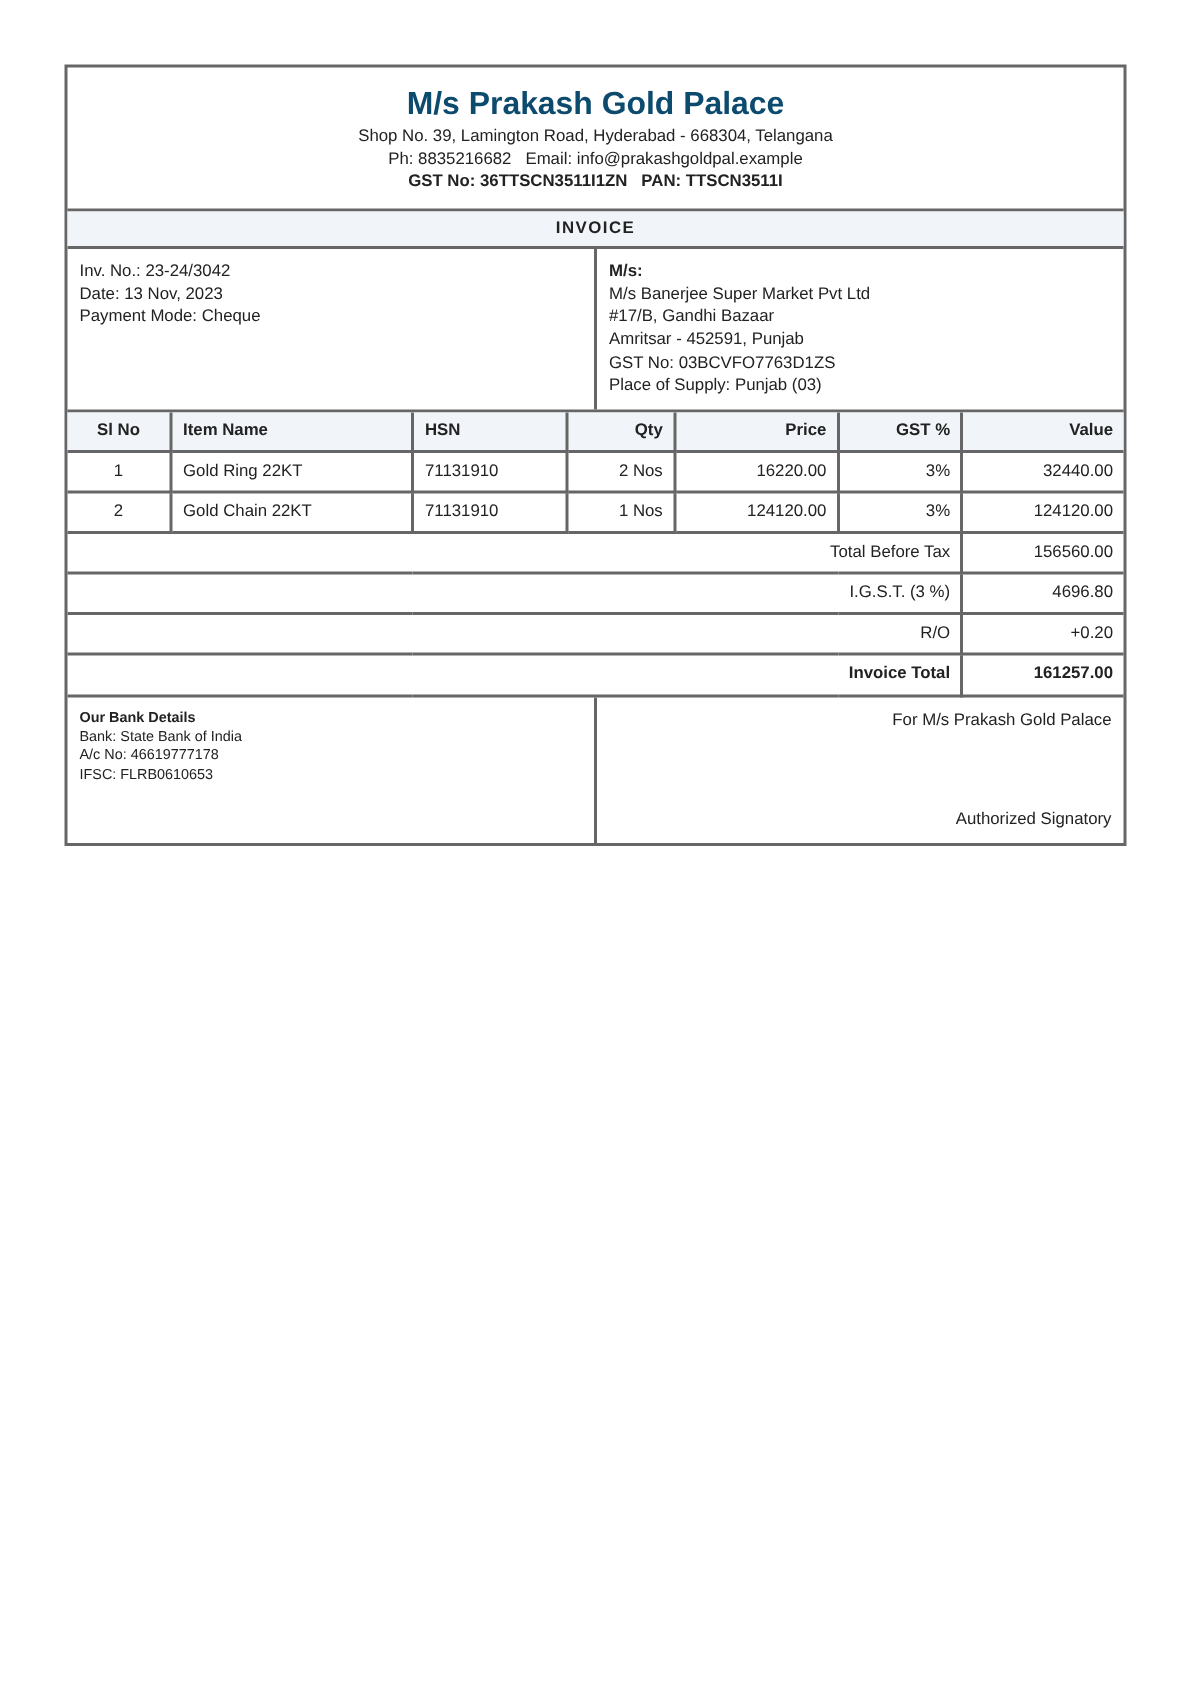 M/s Prakash Gold Palace
Shop No. 39, Lamington Road, Hyderabad - 668304, Telangana
Ph: 8835216682 Email: info@prakashgoldpal.example
GST No: 36TTSCN3511I1ZN PAN: TTSCN3511I
INVOICE
Inv. No.: 23-24/3042
Date: 13 Nov, 2023
Payment Mode: Cheque
M/s:
M/s Banerjee Super Market Pvt Ltd
#17/B, Gandhi Bazaar
Amritsar - 452591, Punjab
GST No: 03BCVFO7763D1ZS
Place of Supply: Punjab (03)
Sl No Item Name HSN Qty Price GST % Value
1 Gold Ring 22KT 71131910 2 Nos 16220.00 3% 32440.00
2 Gold Chain 22KT 71131910 1 Nos 124120.00 3% 124120.00
Total Before Tax 156560.00
I.G.S.T. (3 %) 4696.80
R/O +0.20
Invoice Total 161257.00
Our Bank Details
Bank: State Bank of India
A/c No: 46619777178
IFSC: FLRB0610653
For M/s Prakash Gold Palace
Authorized Signatory